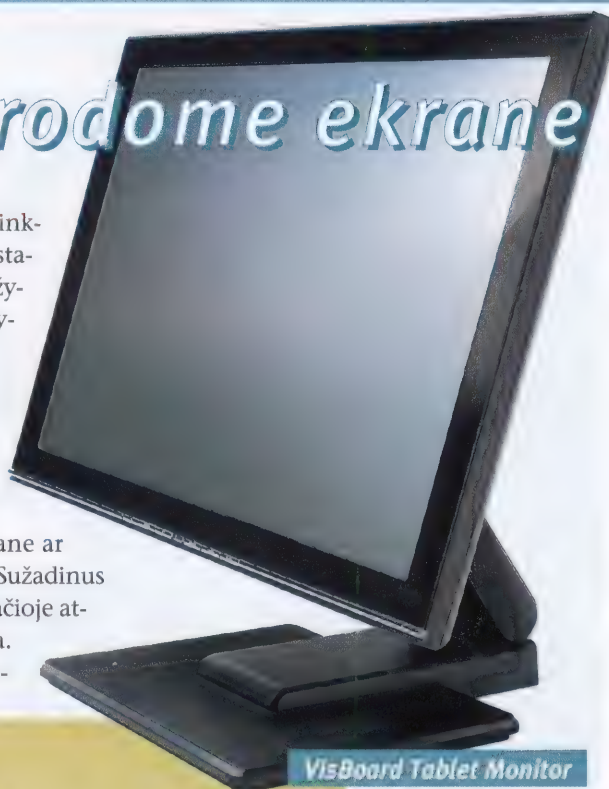 rodome ekrane
ink-
sta-
žy-
y-
ane ar
Sužadinus
ačioje at-
a.
-
VisBoard Tablet Monitor